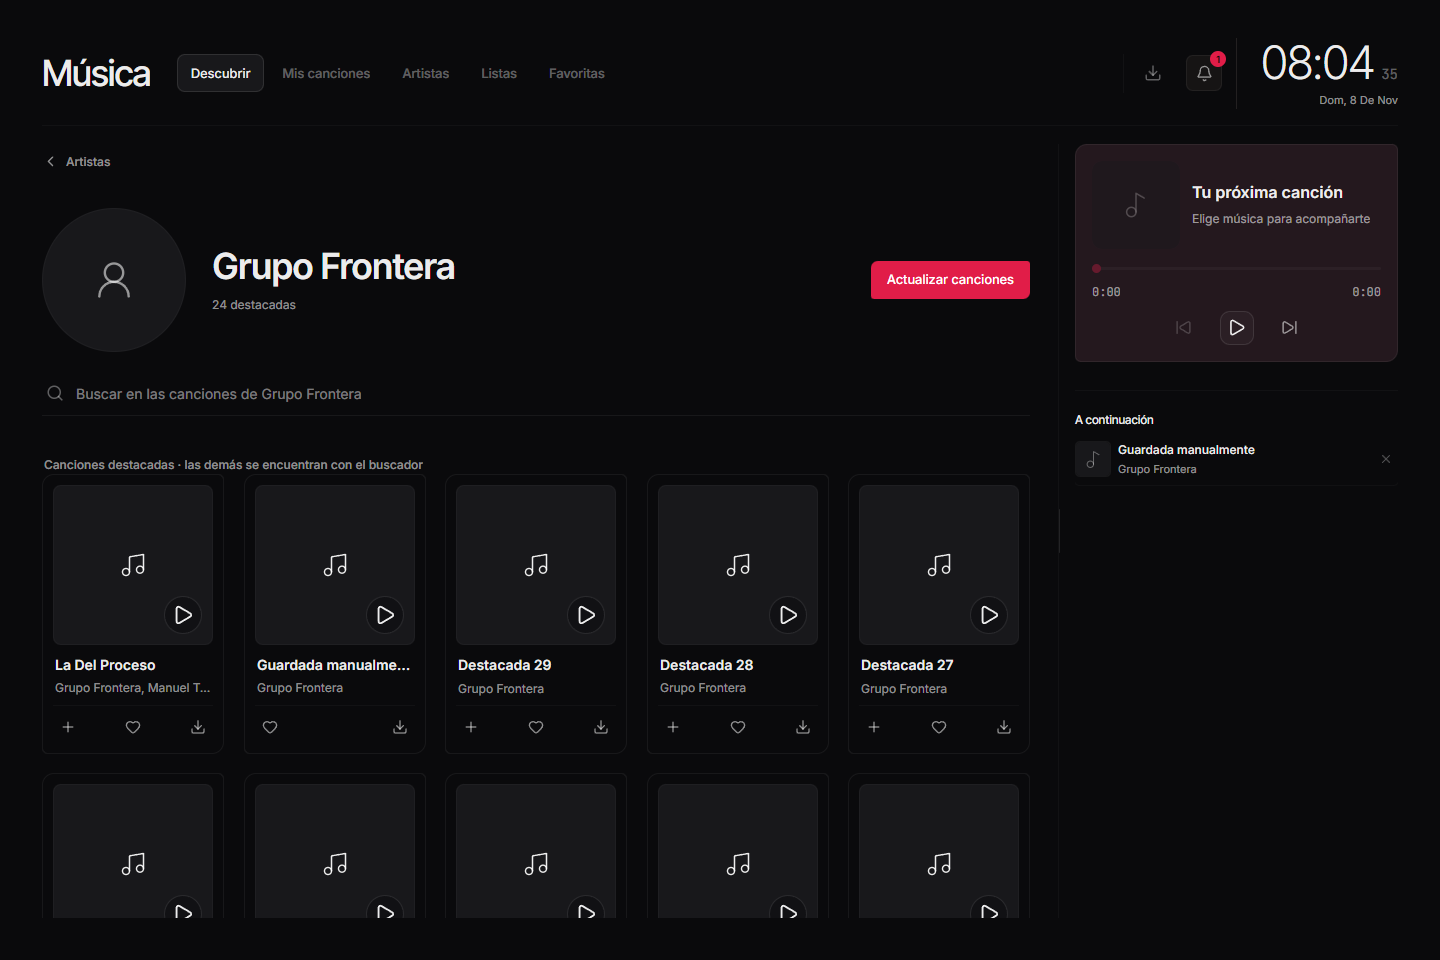 Música
Descubrir
Mis canciones
Artistas
Listas
Favoritas
1
08:04 35
Dom, 8 De Nov
Artistas
Grupo Frontera
24 destacadas
Actualizar canciones
Buscar en las canciones de Grupo Frontera
Canciones destacadas · las demás se encuentran con el buscador
La Del Proceso
Grupo Frontera, Manuel T...
Guardada manualme...
Grupo Frontera
Destacada 29
Grupo Frontera
Destacada 28
Grupo Frontera
Destacada 27
Grupo Frontera
Tu próxima canción
Elige música para acompañarte
0:00
0:00
A continuación
Guardada manualmente
Grupo Frontera